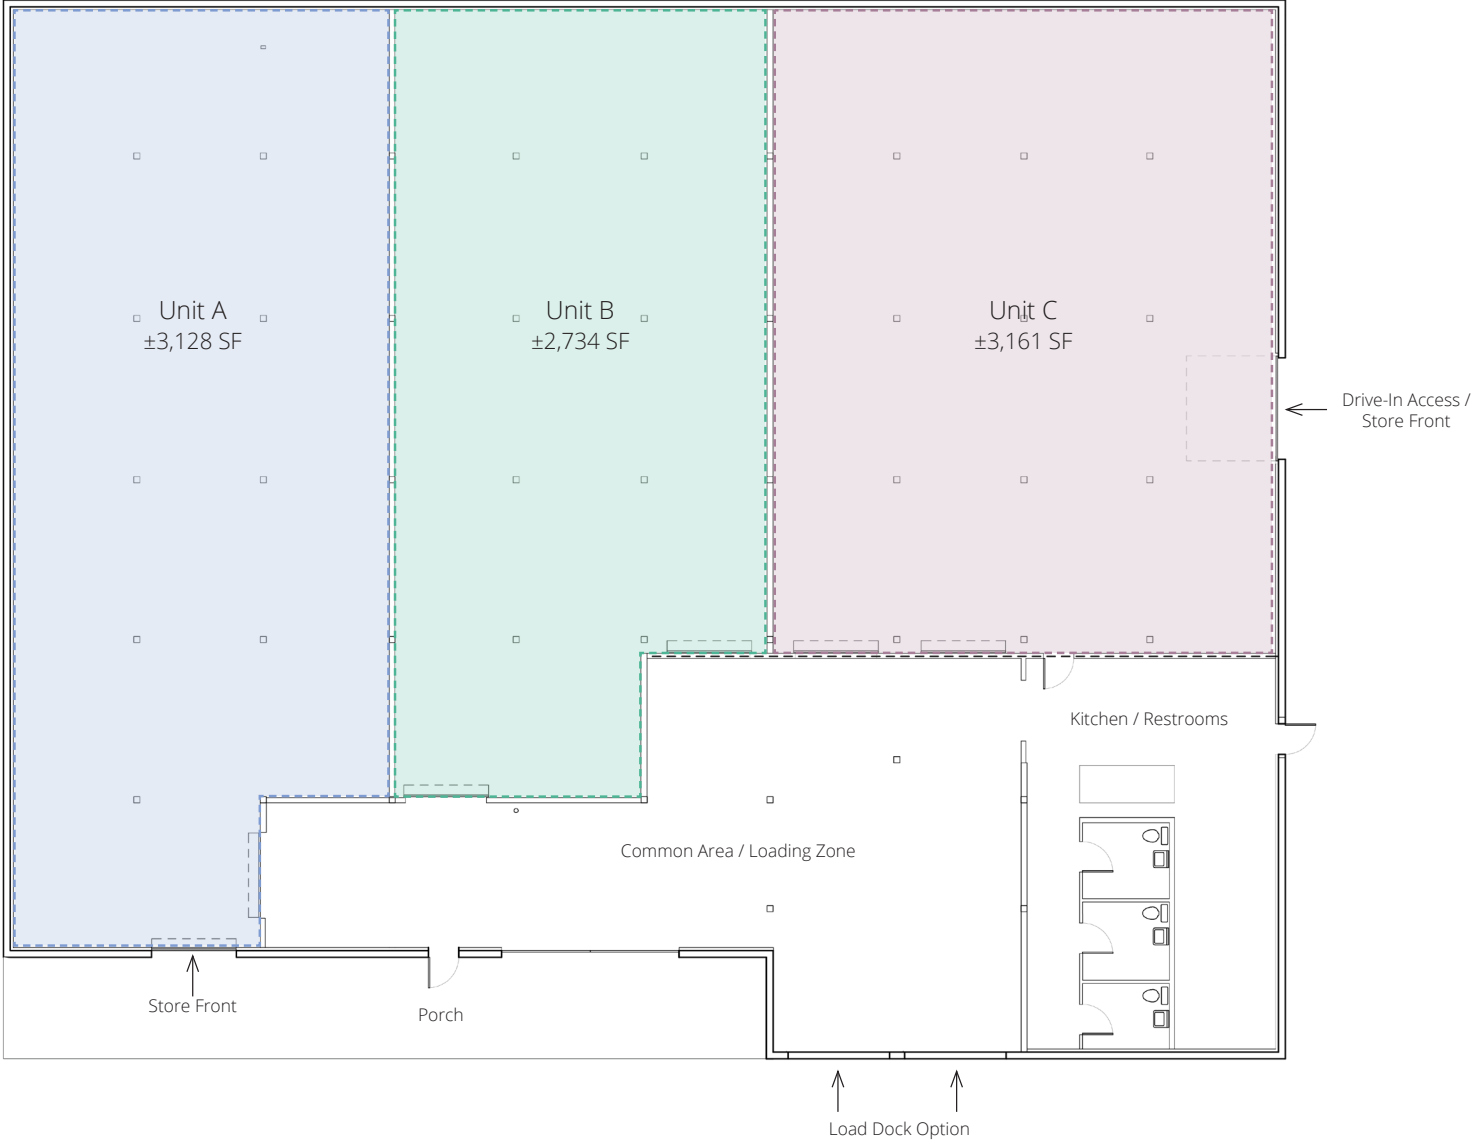 Unit A
±3,128 SF
Unit B
±2,734 SF
Unit C
±3,161 SF
Drive-In Access /
Store Front
Kitchen / Restrooms
Common Area / Loading Zone
Store Front
Porch
Load Dock Option